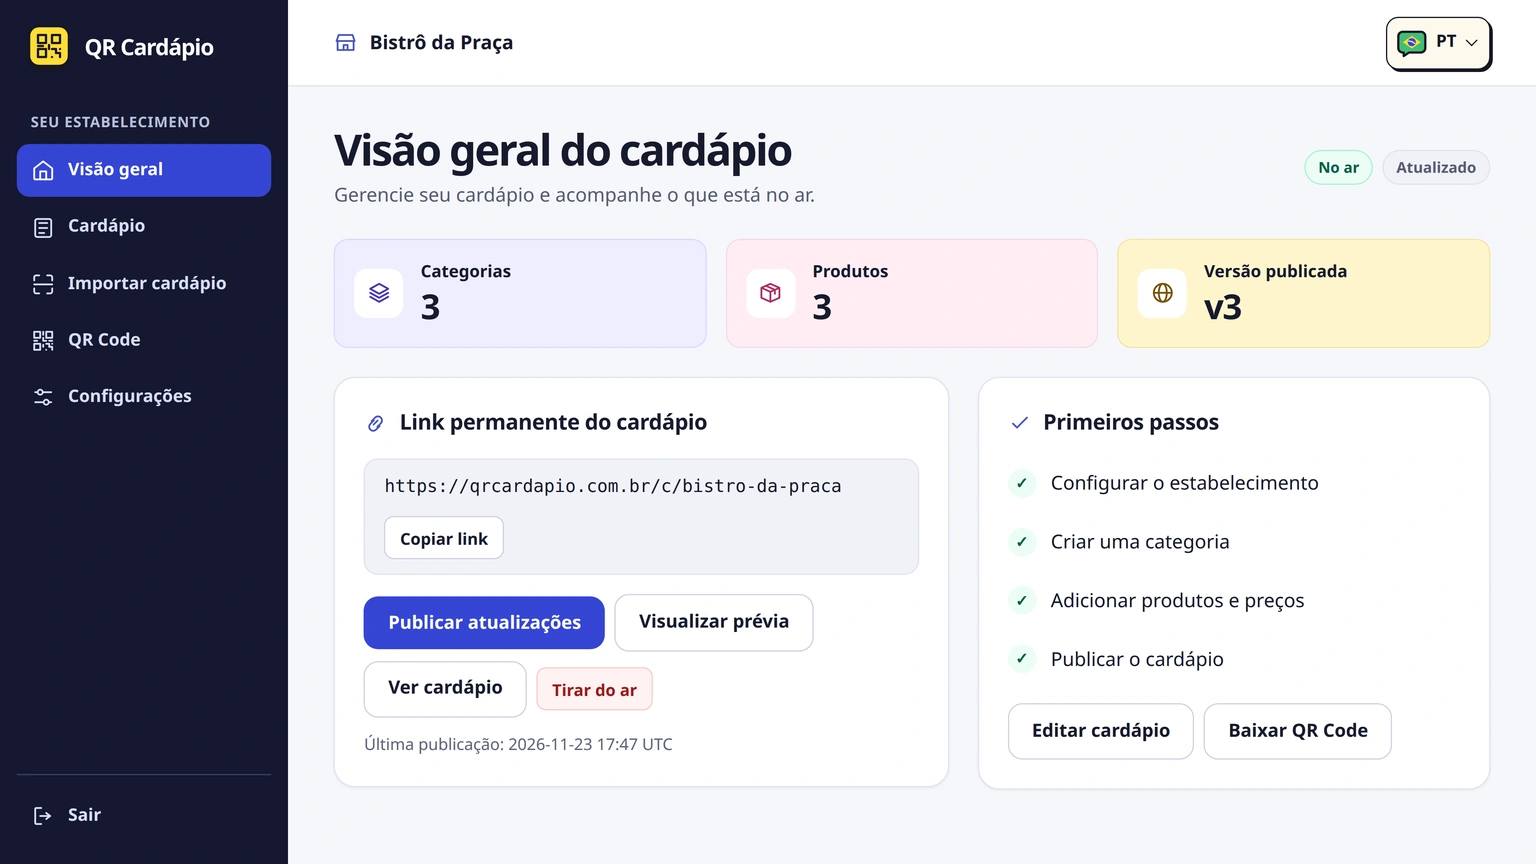 QR Cardápio
SEU ESTABELECIMENTO
Visão geral
Cardápio
Importar cardápio
QR Code
Configurações
Sair
Bistrô da Praça
PT
Visão geral do cardápio
Gerencie seu cardápio e acompanhe o que está no ar.
No ar
Atualizado
Categorias
3
Produtos
3
Versão publicada
v3
Link permanente do cardápio
https://qrcardapio.com.br/c/bistro-da-praca
Copiar link
Publicar atualizações
Visualizar prévia
Ver cardápio
Tirar do ar
Última publicação: 2026-11-23 17:47 UTC
Primeiros passos
Configurar o estabelecimento
Criar uma categoria
Adicionar produtos e preços
Publicar o cardápio
Editar cardápio
Baixar QR Code